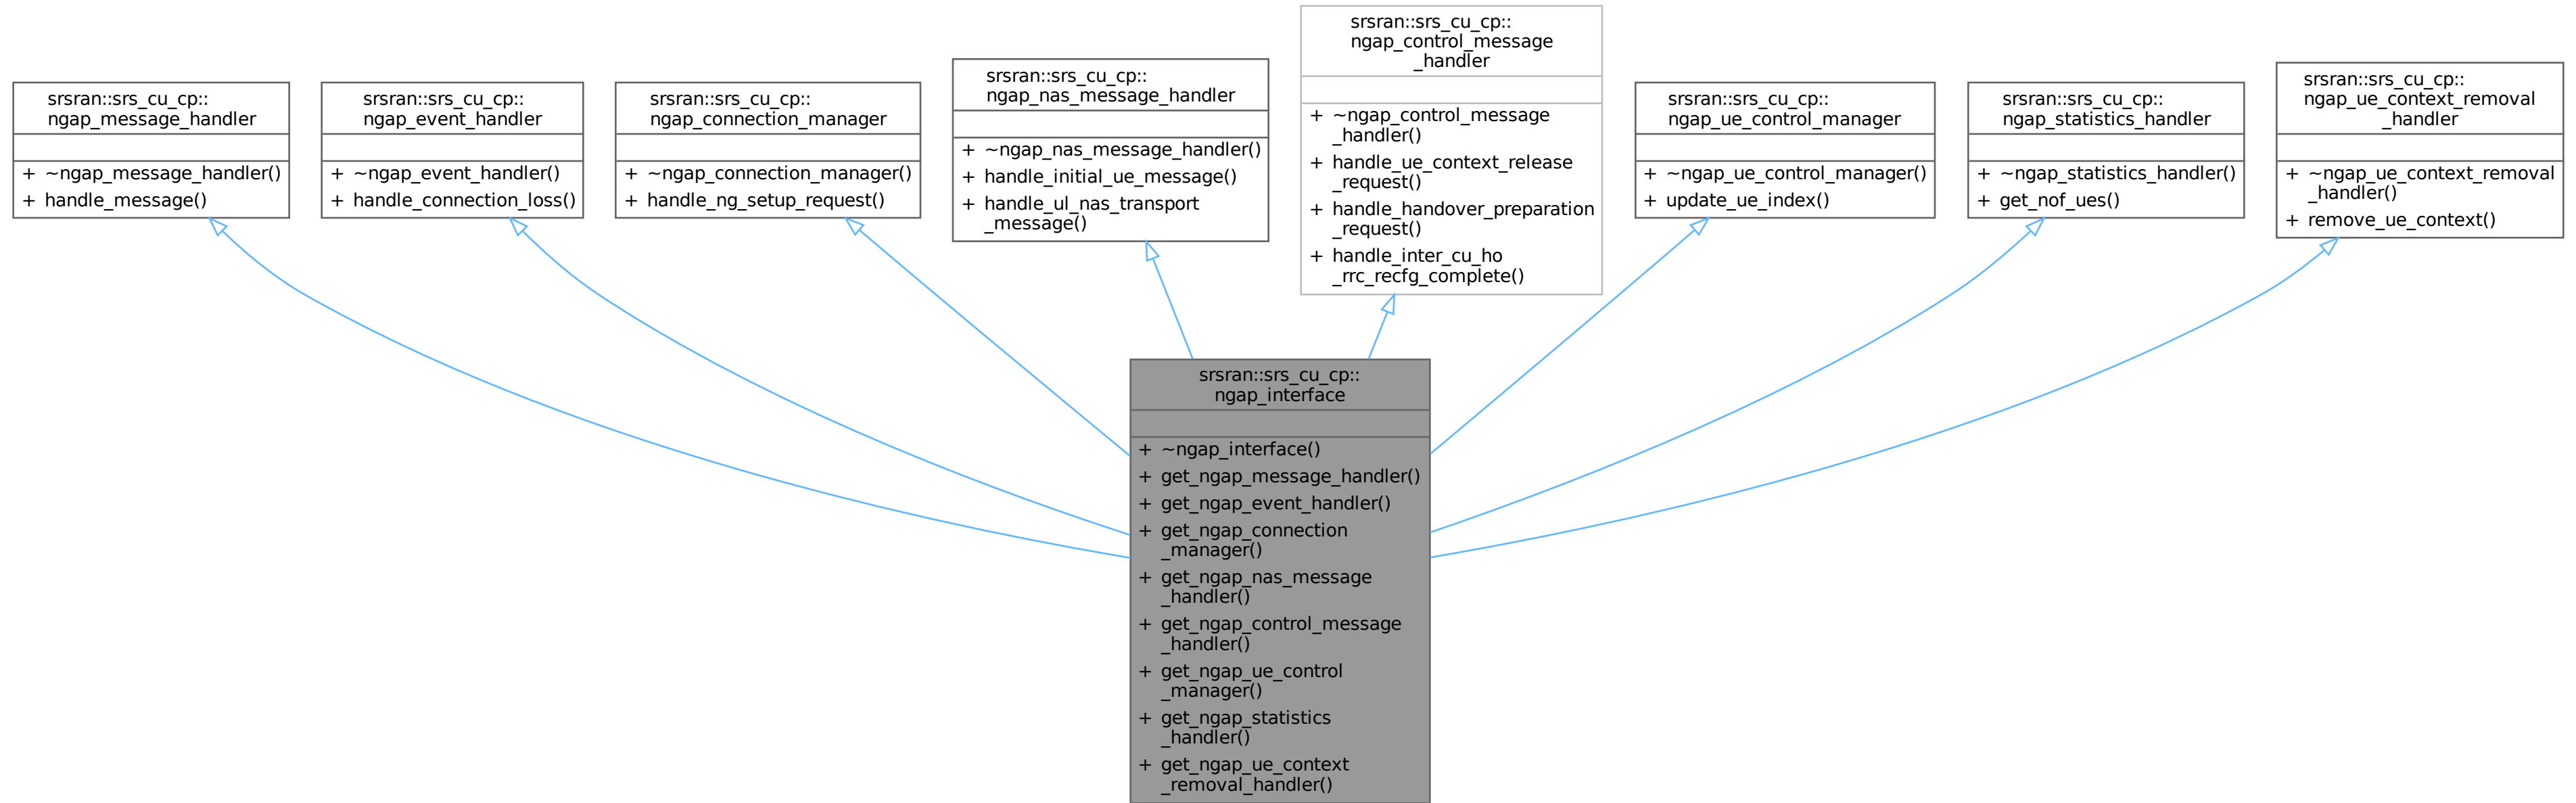 srsran::srs_cu_cp::
ngap_message_handler
+ ~ngap_message_handler()
+ handle_message()
srsran::srs_cu_cp::
ngap_event_handler
+ ~ngap_event_handler()
+ handle_connection_loss()
srsran::srs_cu_cp::
ngap_connection_manager
+ ~ngap_connection_manager()
+ handle_ng_setup_request()
srsran::srs_cu_cp::
ngap_nas_message_handler
+ ~ngap_nas_message_handler()
+ handle_initial_ue_message()
+ handle_ul_nas_transport
_message()
srsran::srs_cu_cp::
ngap_control_message
_handler
+ ~ngap_control_message
_handler()
+ handle_ue_context_release
_request()
+ handle_handover_preparation
_request()
+ handle_inter_cu_ho
_rrc_recfg_complete()
srsran::srs_cu_cp::
ngap_ue_control_manager
+ ~ngap_ue_control_manager()
+ update_ue_index()
srsran::srs_cu_cp::
ngap_statistics_handler
+ ~ngap_statistics_handler()
+ get_nof_ues()
srsran::srs_cu_cp::
ngap_ue_context_removal
_handler
+ ~ngap_ue_context_removal
_handler()
+ remove_ue_context()
srsran::srs_cu_cp::
ngap_interface
+ ~ngap_interface()
+ get_ngap_message_handler()
+ get_ngap_event_handler()
+ get_ngap_connection
_manager()
+ get_ngap_nas_message
_handler()
+ get_ngap_control_message
_handler()
+ get_ngap_ue_control
_manager()
+ get_ngap_statistics
_handler()
+ get_ngap_ue_context
_removal_handler()